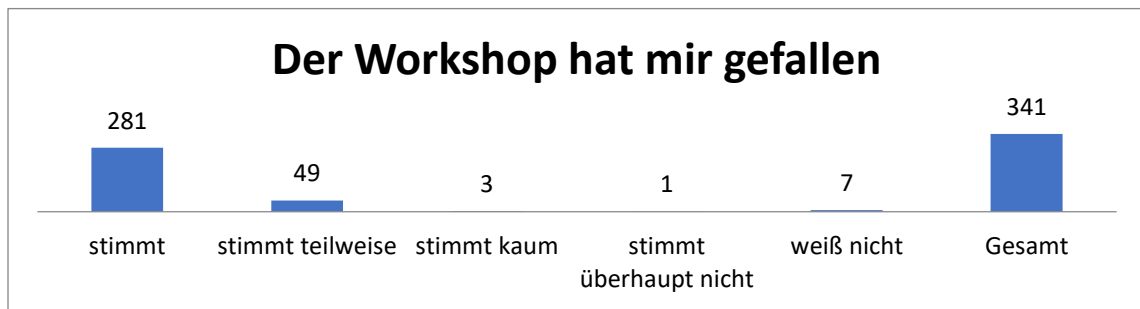 Der Workshop hat mir gefallen
281
49
3
1
7
341
stimmt
stimmt teilweise
stimmt kaum
stimmt
überhaupt nicht
weiß nicht
Gesamt